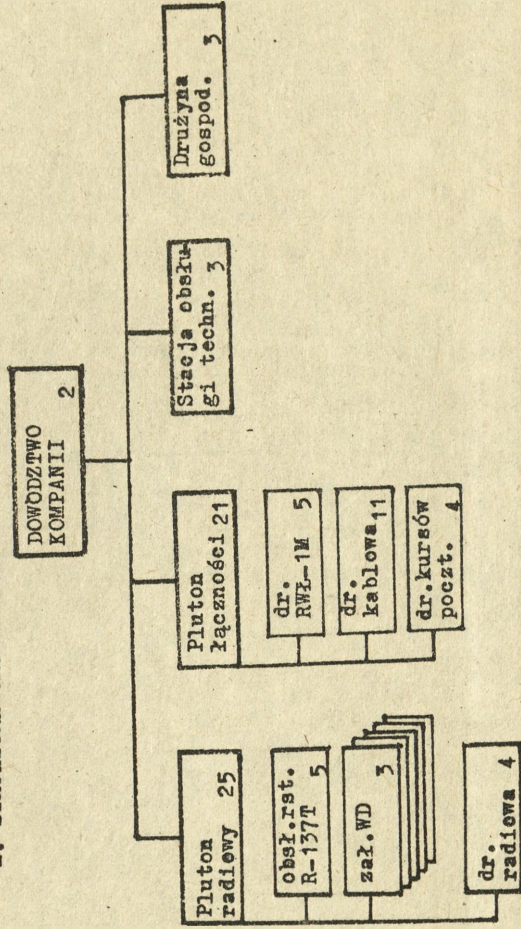 DOWÓDZTWO
KOMPANII 2
Pluton
radiowy 25
obsł.rst.
R-137T 5
zał.WD
3
dr.
radiowa 4
Pluton
łączności 21
dr.
RWŁ-1M 5
dr.
kablowa 11
dr.kursów
poczt. 4
Stacja obsłu-
gi techn. 3
Drużyna
gospod. 3